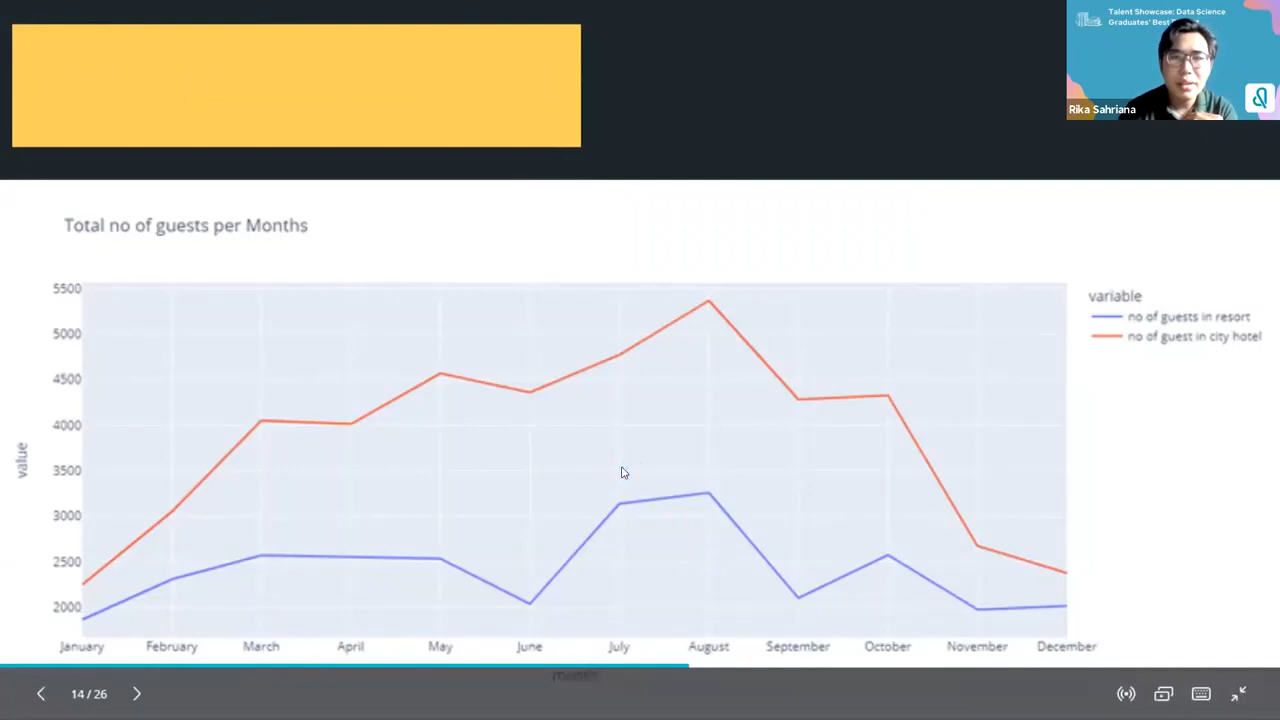 Talent Showcase: Data Science
Graduates' Best
Rika Sahriana
Total no of guests per Months
5500
5000
4500
4000
3500
3000
2500
2000
value
variable
no of guests in resort
no of guest in city hotel
January February March April May June July August September October November December
month
14 / 26